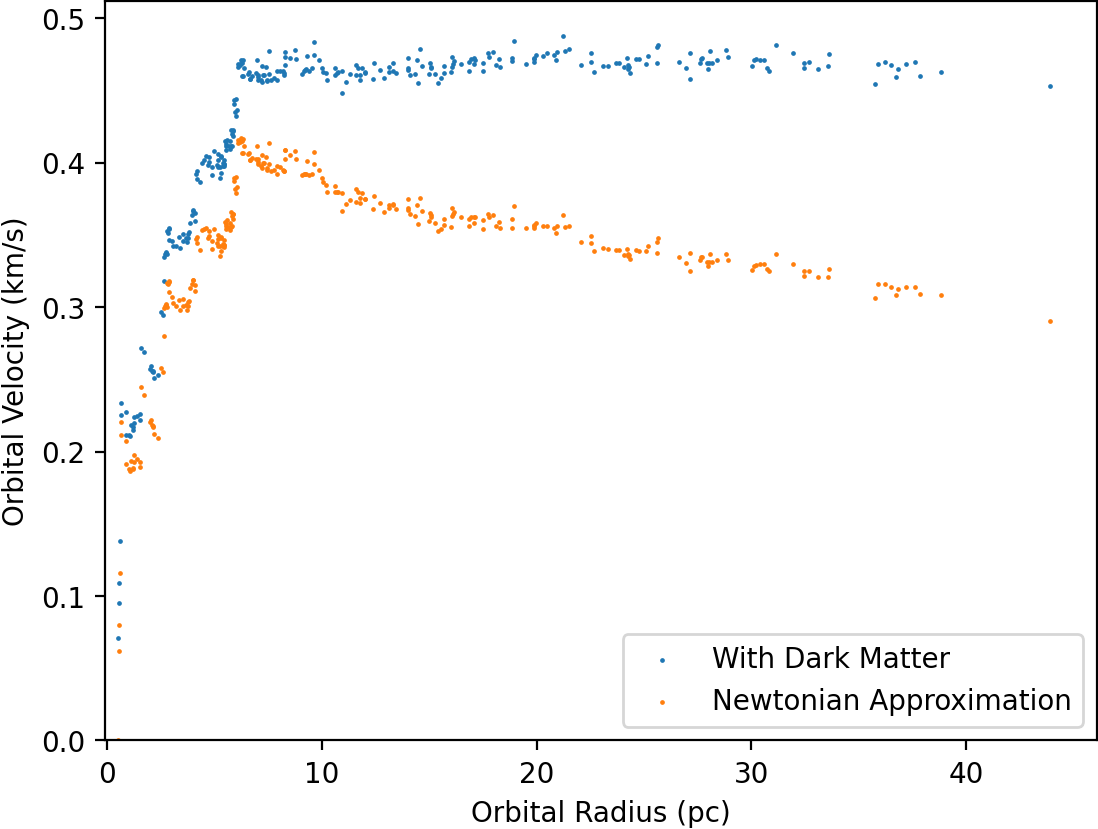 0.5
0.4
0.3
0.2
0.1
0.0
Orbital Velocity (km/s)
With Dark Matter
Newtonian Approximation
0 10 20 30 40
Orbital Radius (pc)